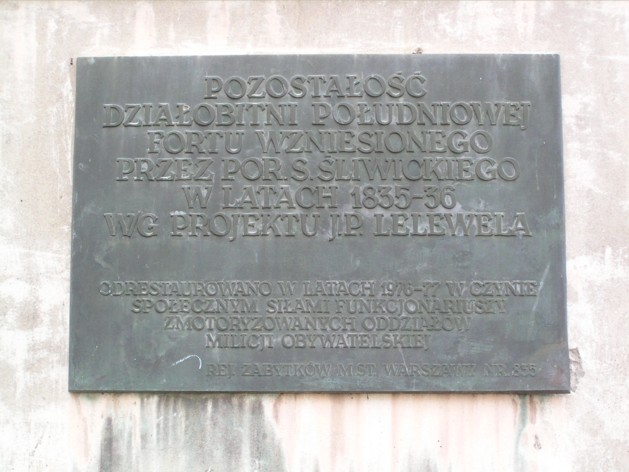 POZOSTAŁOŚĆ
DZIAŁOBITNI POŁUDNIOWEJ
FORTU WZNIESIONEGO
PRZEZ POR. S. ŚLIWICKIEGO
W LATACH 1835-36
WG PROJEKTU J.P. LELEWELA
ODRESTAUROWANO W LATACH 1976-77 W CZYNIE
SPOŁECZNYM SIŁAMI FUNKCJONARIUSZY
ZMOTORYZOWANYCH ODDZIAŁÓW
MILICJI OBYWATELSKIEJ
REJ. ZABYTKÓW M.ST. WARSZAWY NR. 855